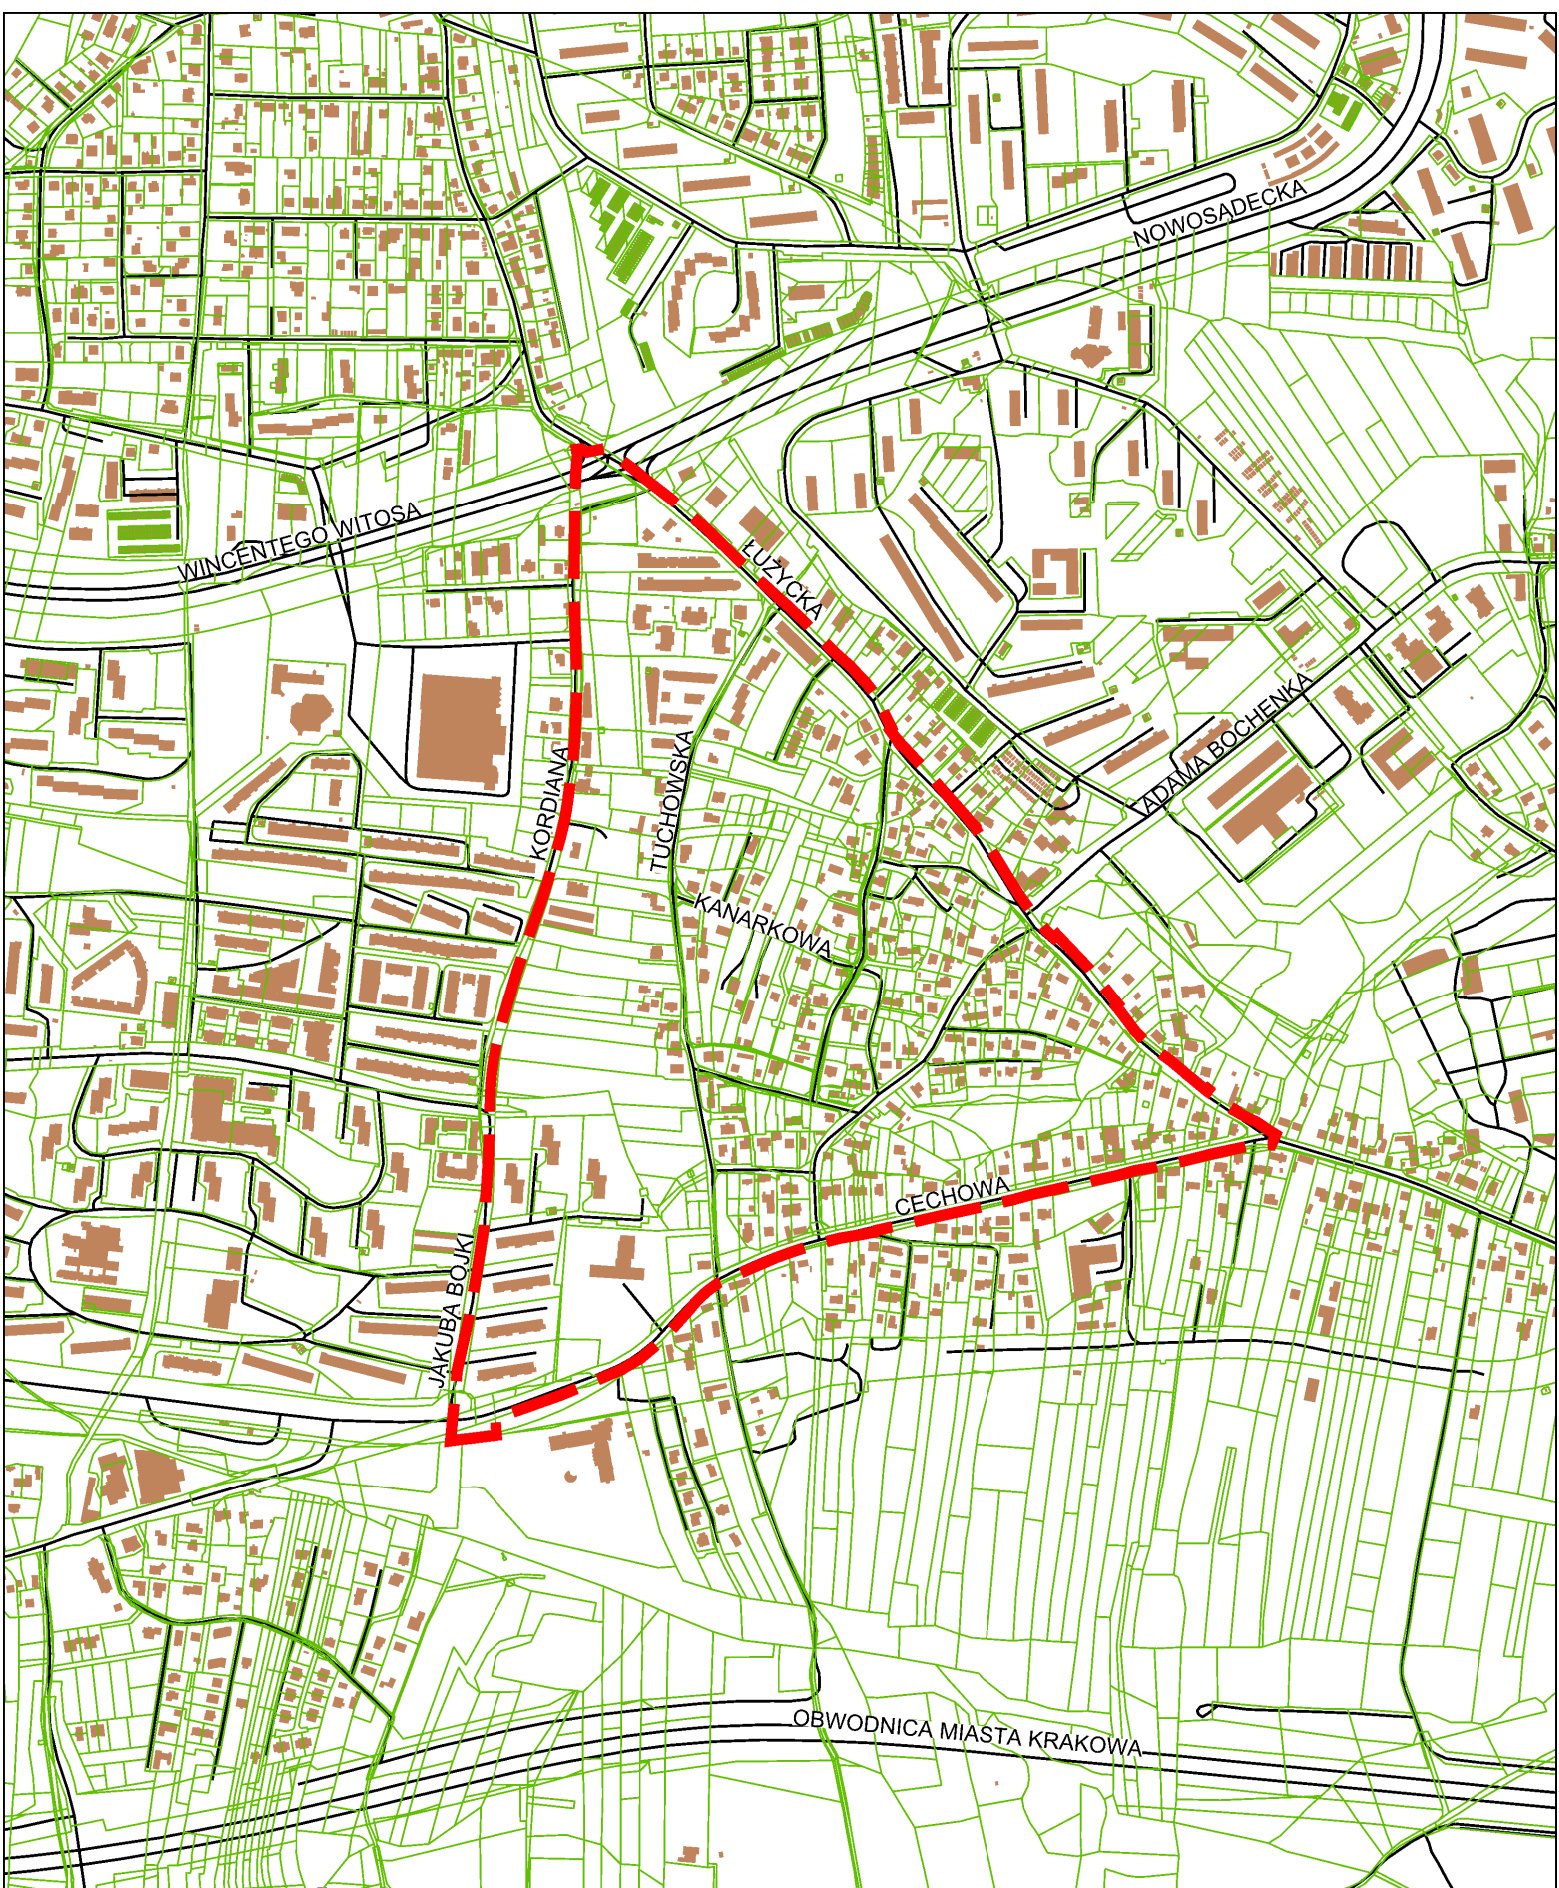 NOWOSĄDECKA
WINCENTEGO WITOSA
ŁUŻYCKA
ADAMA BOCHENKA
KORDIANA
TUCHOWSKA
KANARKOWA
CECHOWA
JAKUBA BOJKI
OBWODNICA MIASTA KRAKOWA